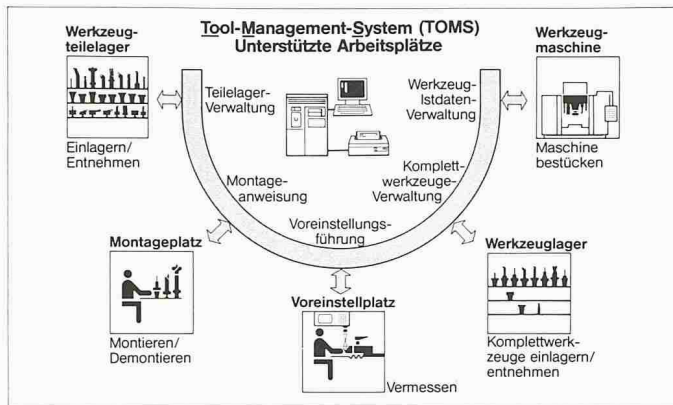 Tool-Management-System (TOMS)
Unterstützte Arbeitsplätze
Werkzeug-
teilelager
Einlagern/
Entnehmen
Teilelager-
Verwaltung
Werkzeug-
Istdaten-
Verwaltung
Werkzeug-
maschine
Maschine
bestücken
Montage-
anweisung
Komplett-
werkzeuge-
Verwaltung
Voreinstellungs-
führung
Montageplatz
Montieren/
Demontieren
Voreinstellplatz
Vermessen
Werkzeuglager
Komplettwerk-
zeuge einlagern/
entnehmen